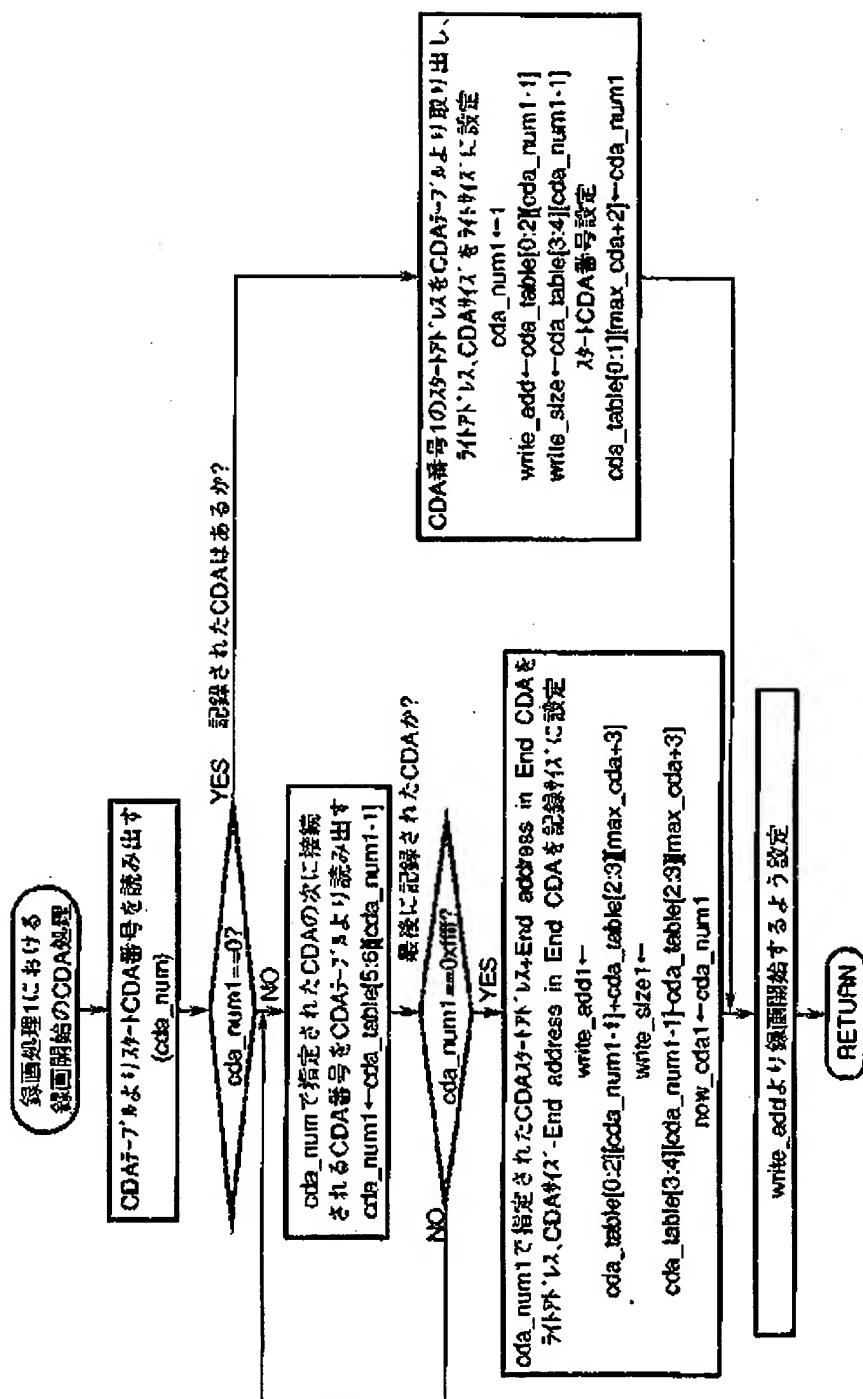 録画処理1における
録画開始のCDA処理
CDAテーブルよりスタートCDA番号を読み出す
{cda_num}
cda_num1==0?
YES
記録されたCDAはあるか?
NO
cda_numで指定されたCDAの次に接続
されるCDA番号をCDAテーブルより読み出す
cda_num1←cda_table[5:6][cda_num1-1]
最後に記録されたCDAか?
cda_num1==0xffff?
NO
YES
cda_num1で指定されたCDAスタートアドレス+End address in End CDAを
ライトアドレス、CDAサイズ-End address in End CDAを記録サイズに設定
write_add1←
cda_table[0:2][cda_num1-1]+cda_table[2:3][max_cda+3]
write_size1←
cda_table[3:4][cda_num1-1]-cda_table[2:3][max_cda+3]
now_cda1←cda_num1
CDA番号1のスタートアドレスをCDAテーブルより取り出し、
ライトアドレス、CDAサイズをライトサイズに設定
cda_num1←1
write_add←cda_table[0:2][cda_num1-1]
write_size←cda_table[3:4][cda_num1-1]
スタートCDA番号設定
cda_table[0:1][max_cda+2]←cda_num1
write_addより録画開始するよう設定
RETURN